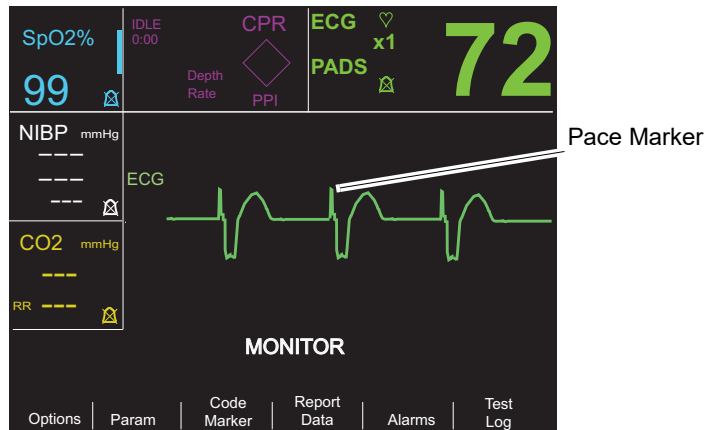 SpO2%
99
IDLE
0:00
CPR
Depth
Rate
PPI
ECG
x1
PADS
72
NIBP mmHg
---
---
---
ECG
Pace Marker
CO2 mmHg
---
RR ---
MONITOR
Options
Param
Code
Marker
Report
Data
Alarms
Test
Log